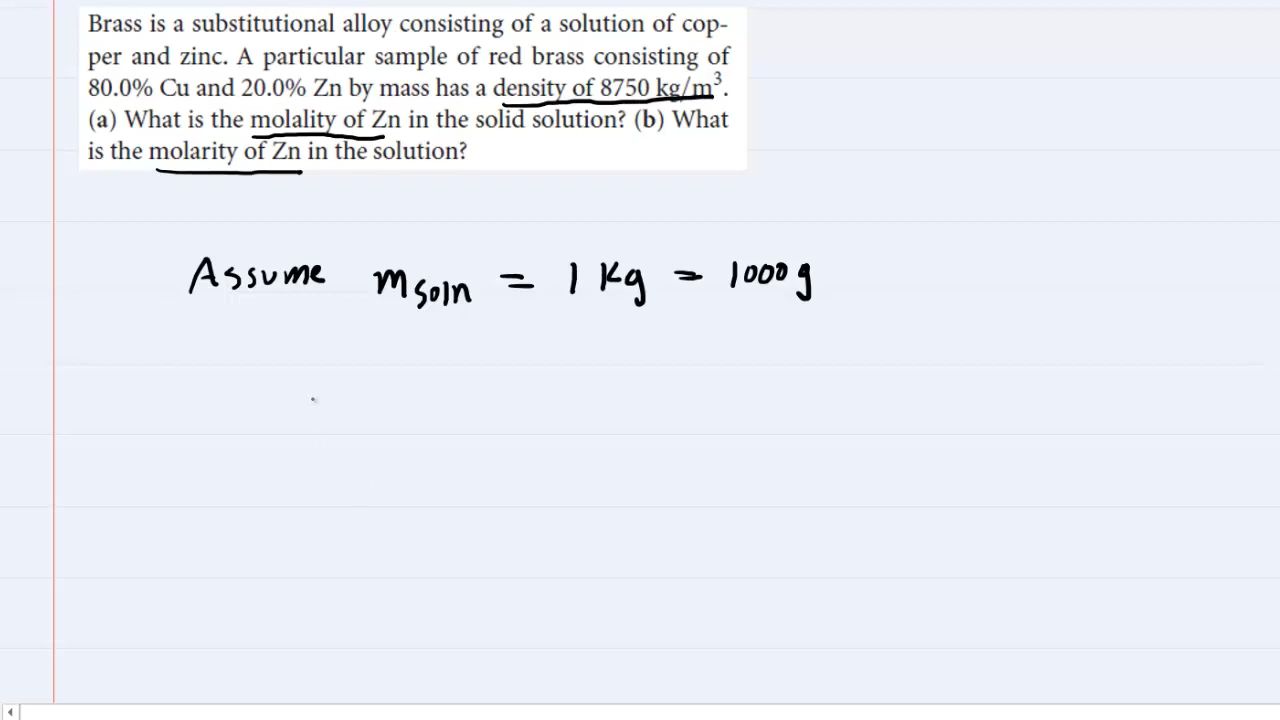 Brass is a substitutional alloy consisting of a solution of cop-
per and zinc. A particular sample of red brass consisting of
80.0% Cu and 20.0% Zn by mass has a density of 8750 kg/m³.
(a) What is the molality of Zn in the solid solution? (b) What
is the molarity of Zn in the solution?
Assume m soln = 1 Kg = 1000 g